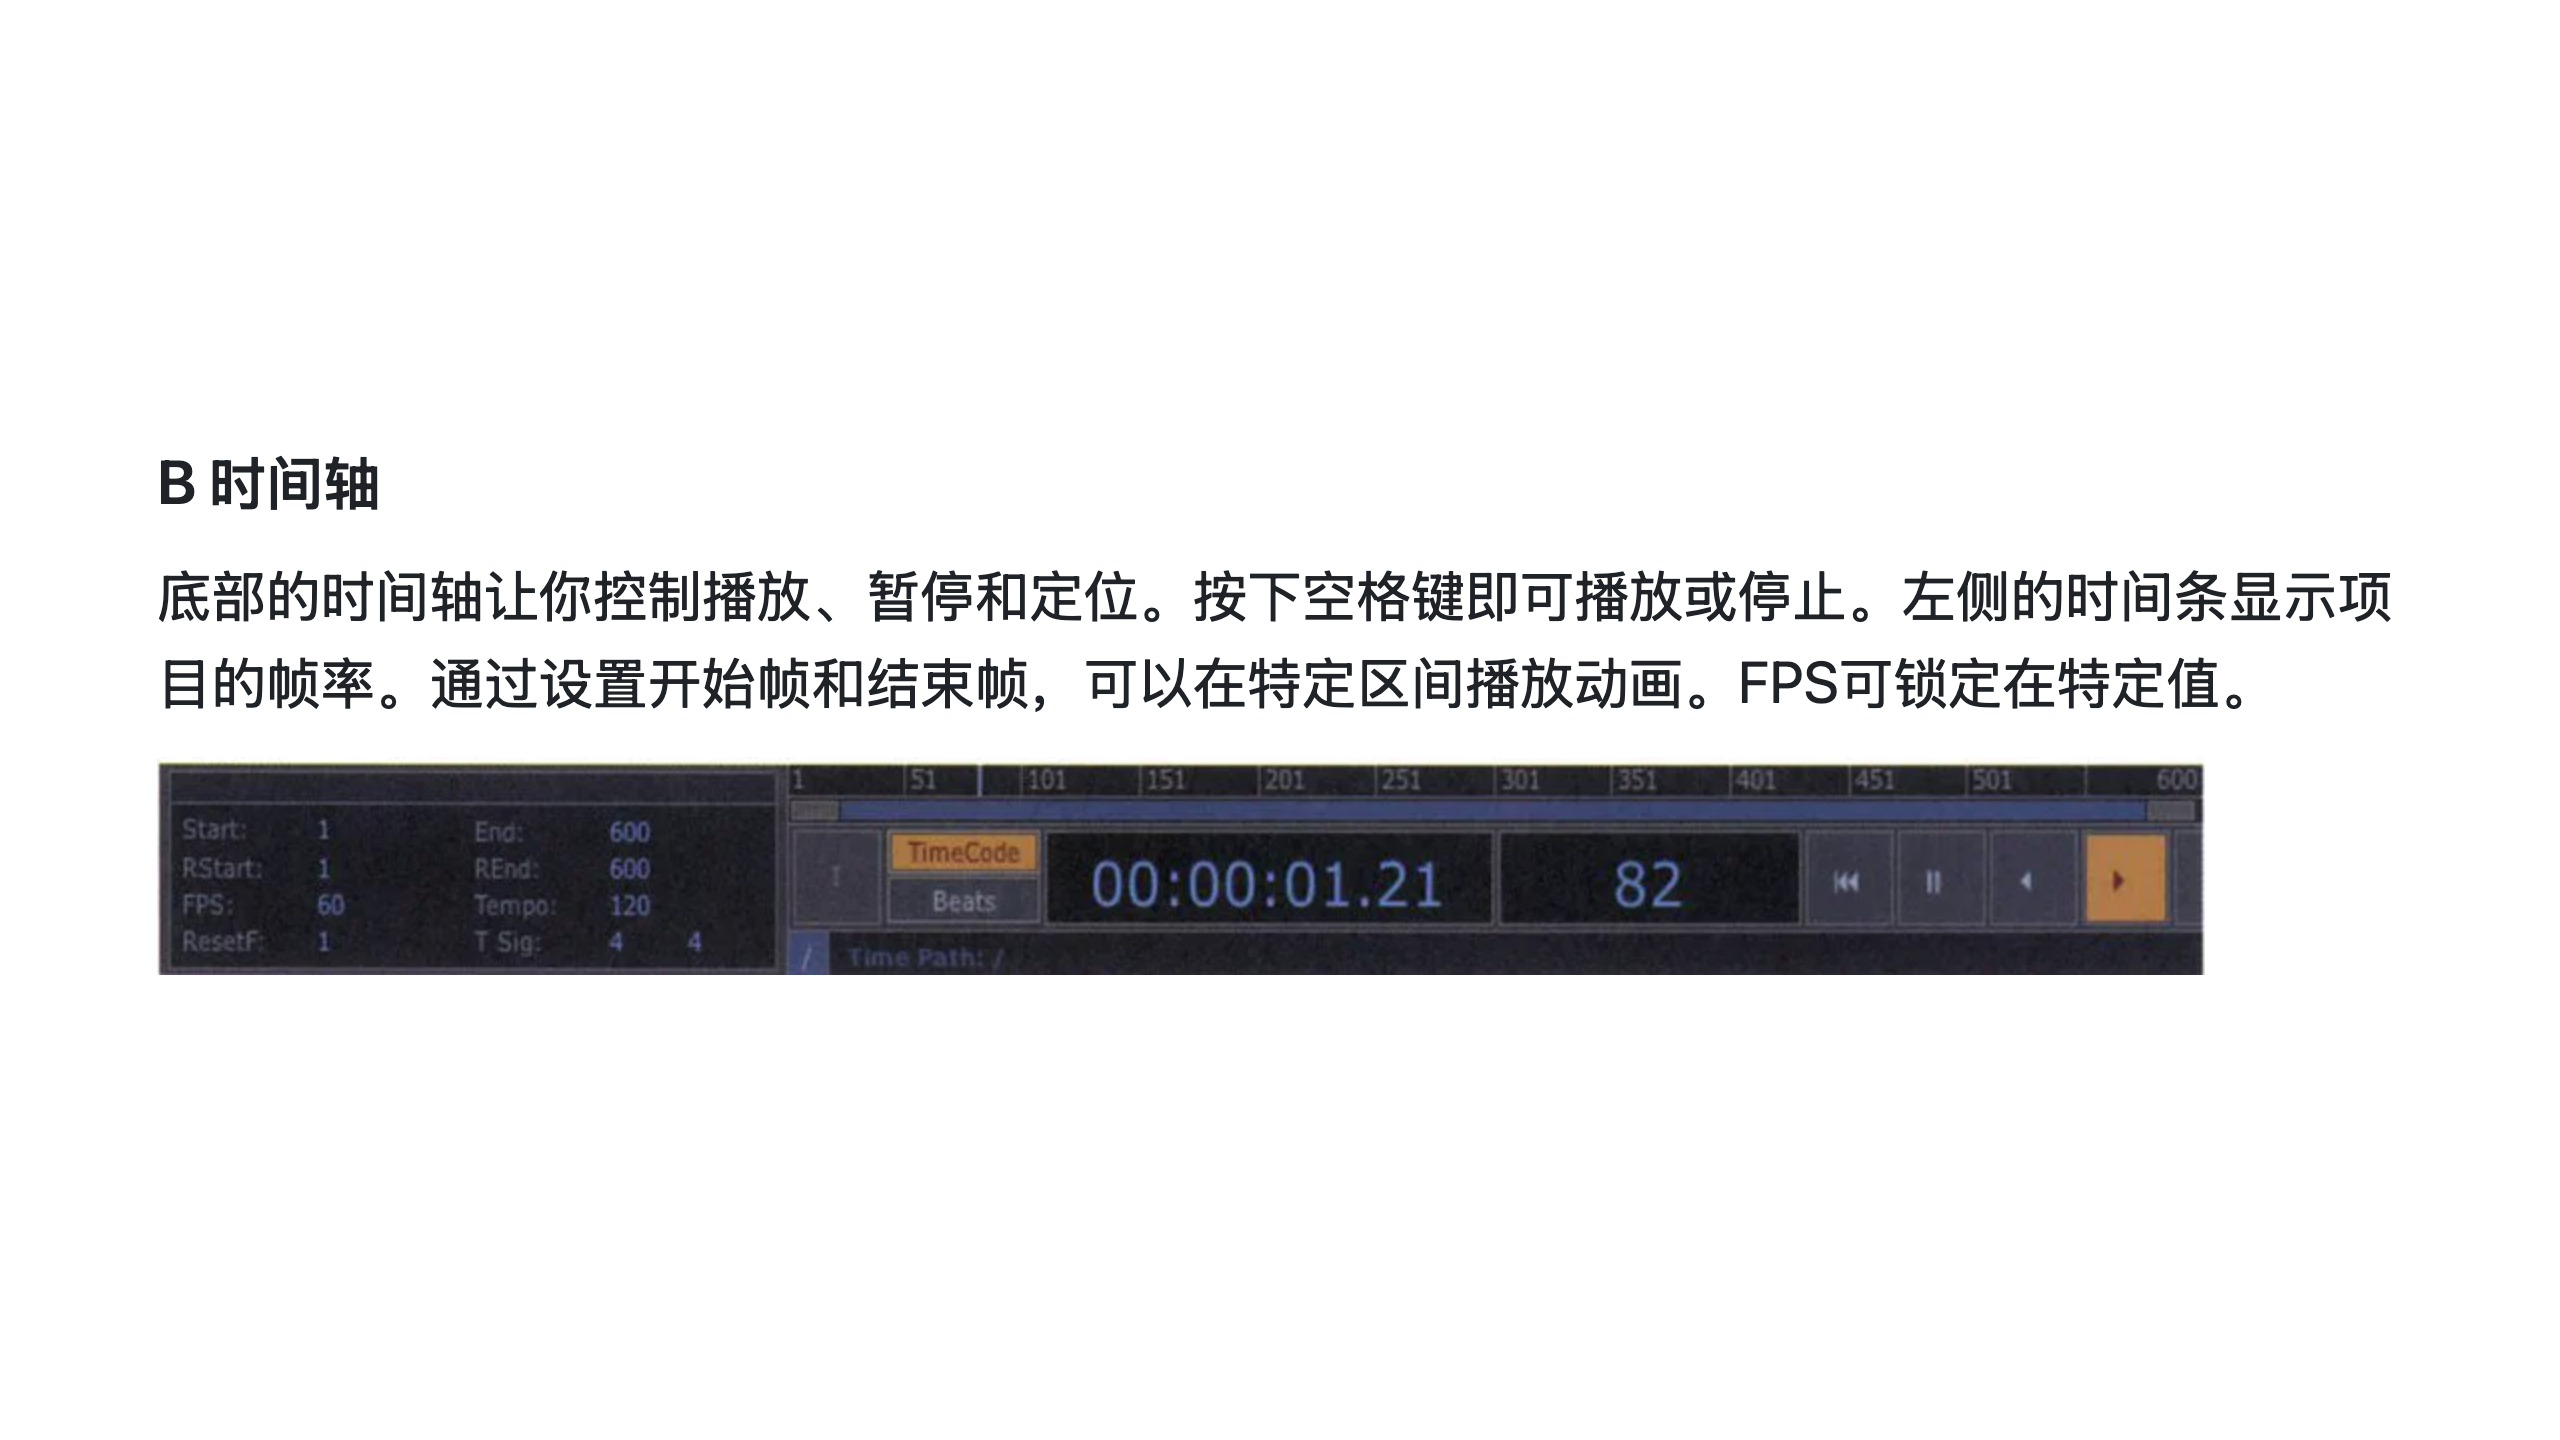 B 时间轴
底部的时间轴让你控制播放、暂停和定位。按下空格键即可播放或停止。左侧的时间条显示项
目的帧率。通过设置开始帧和结束帧，可以在特定区间播放动画。FPS可锁定在特定值。
1 51 101 151 201 251 301 351 401 451 501 600
Start: 1 End: 600
RStart: 1 REnd: 600
FPS: 60 Tempo: 120
ResetF: 1 T Sig: 4 4
I
TimeCode
Beats
00:00:01.21
82
/ Time Path: /